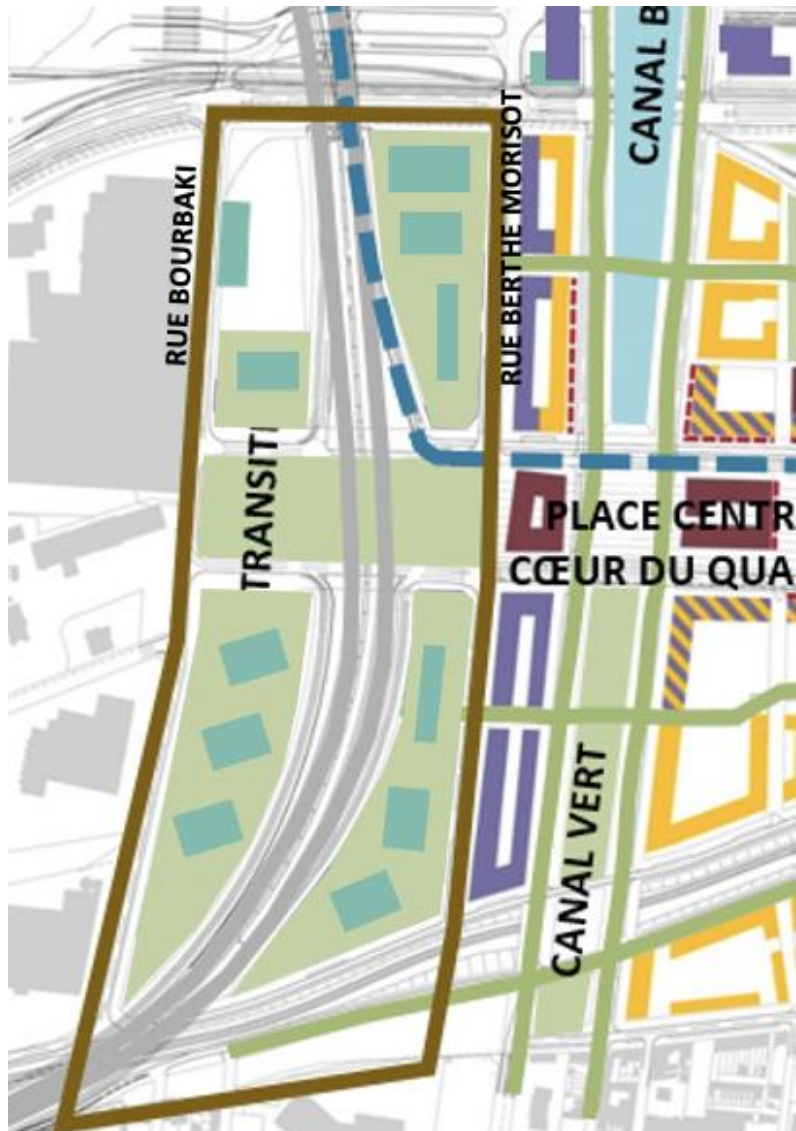 CANAL B
RUE BOURBAKI
RUE BERTHE MORISOT
TRANSITI
PLACE CENTR
CŒUR DU QUA
CANAL VERT